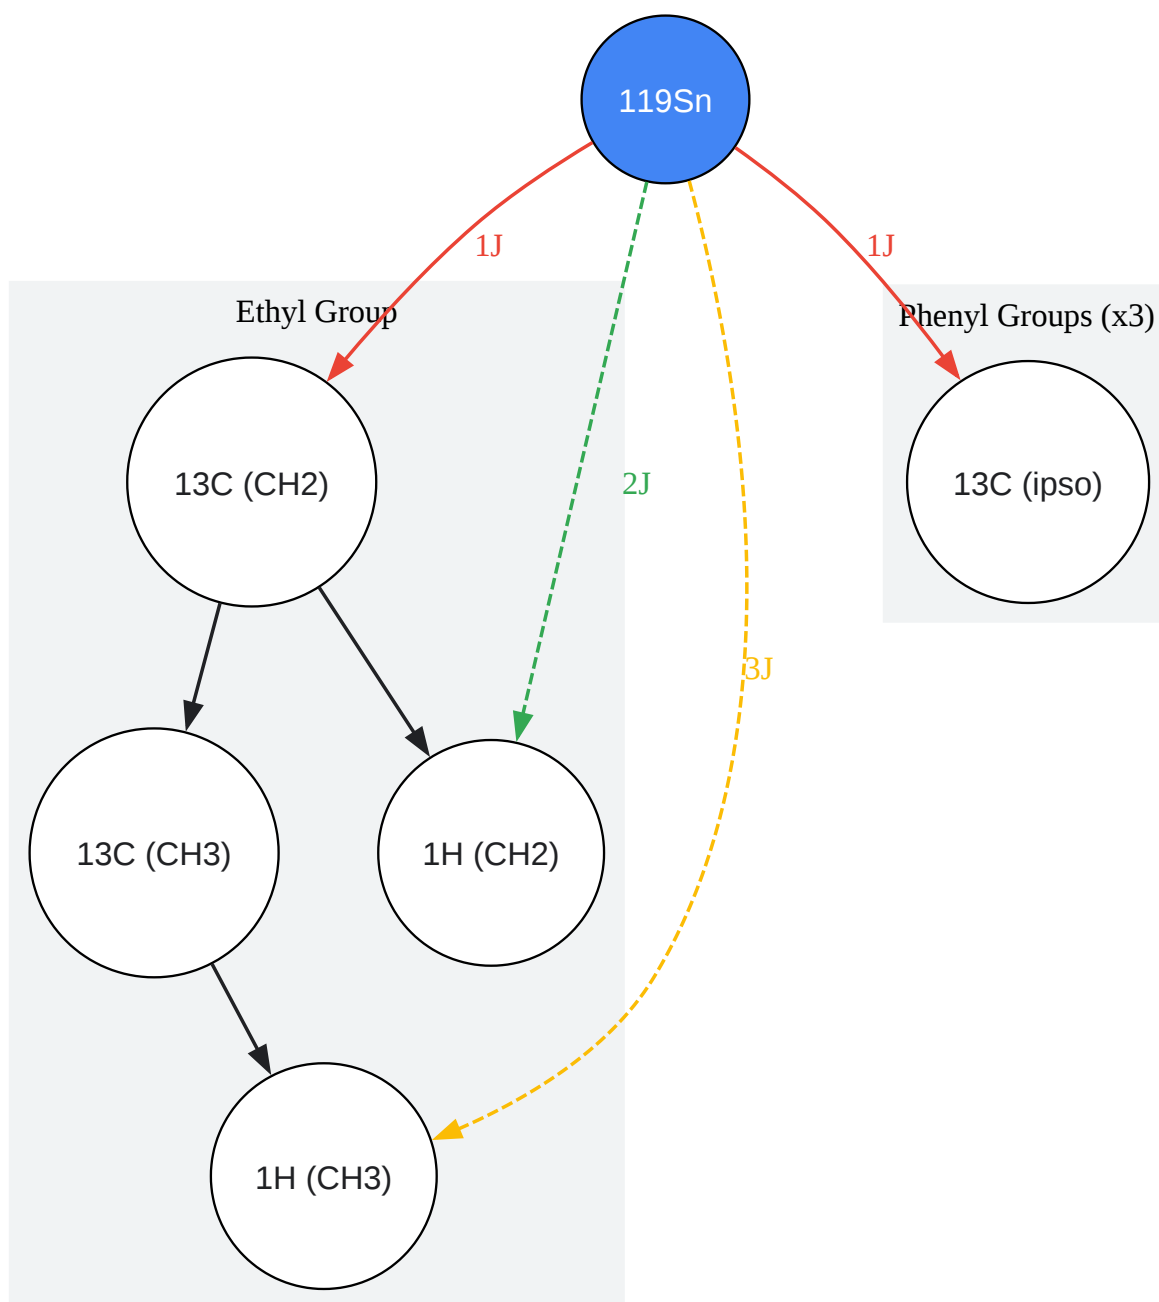 119Sn
1J
1J
Ethyl Group
Phenyl Groups (x3)
13C (CH2)
2J
13C (ipso)
3J
13C (CH3)
1H (CH2)
1H (CH3)